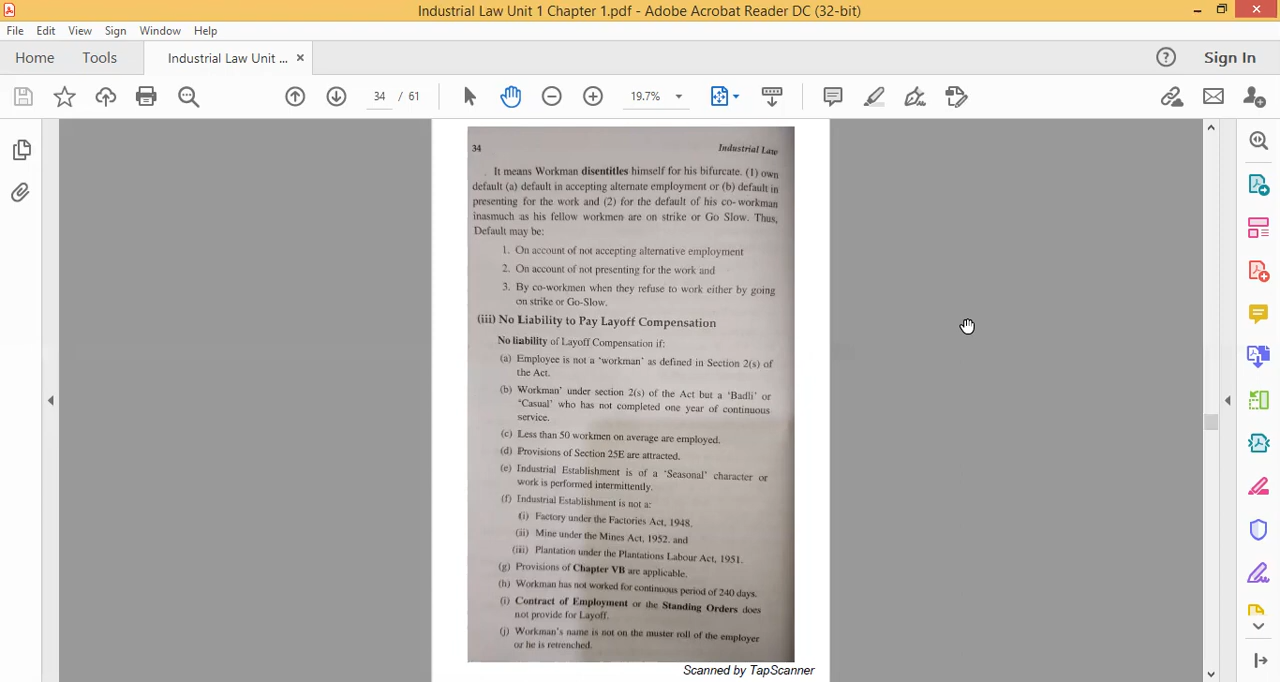 Industrial Law Unit 1 Chapter 1.pdf - Adobe Acrobat Reader DC (32-bit)
File Edit View Sign Window Help
Home Tools Industrial Law Unit ... × Sign In
34 / 61 19.7%
34 Industrial Law
It means Workman disentitles himself for his bifurcate. (1) own
default (a) default in accepting alternate employment or (b) default in
presenting for the work and (2) for the default of his co-workman
inasmuch as his fellow workmen are on strike or Go Slow. Thus,
Default may be:
1. On account of not accepting alternative employment
2. On account of not presenting for the work and
3. By co-workmen when they refuse to work either by going
on strike or Go-Slow.
(iii) No Liability to Pay Layoff Compensation
No liability of Layoff Compensation if:
(a) Employee is not a 'workman' as defined in Section 2(s) of
the Act.
(b) Workman' under section 2(s) of the Act but a 'Badli' or
'Casual' who has not completed one year of continuous
service.
(c) Less than 50 workmen on average are employed.
(d) Provisions of Section 25E are attracted.
(e) Industrial Establishment is of a 'Seasonal' character or
work is performed intermittently.
(f) Industrial Establishment is not a:
(i) Factory under the Factories Act, 1948.
(ii) Mine under the Mines Act, 1952. and
(iii) Plantation under the Plantations Labour Act, 1951.
(g) Provisions of Chapter VB are applicable.
(h) Workman has not worked for continuous period of 240 days.
(i) Contract of Employment or the Standing Orders does
not provide for Layoff.
(j) Workman's name is not on the muster roll of the employer
or he is retrenched.
Scanned by TapScanner